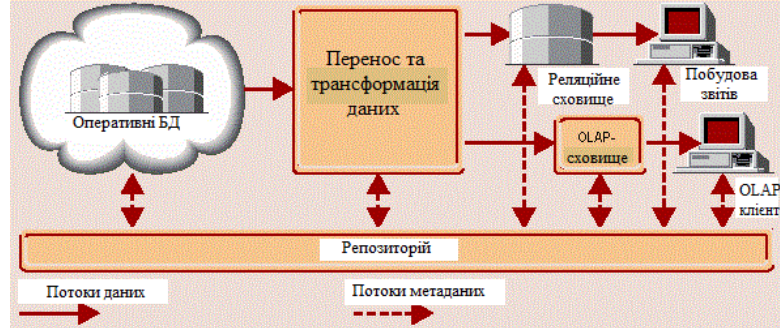 Оперативні БД
Перенос та
трансформація
даних
Реляційне
сховище
Побудова
звітів
OLAP-
сховище
OLAP
клієнт
Репозиторій
Потоки даних
Потоки метаданих